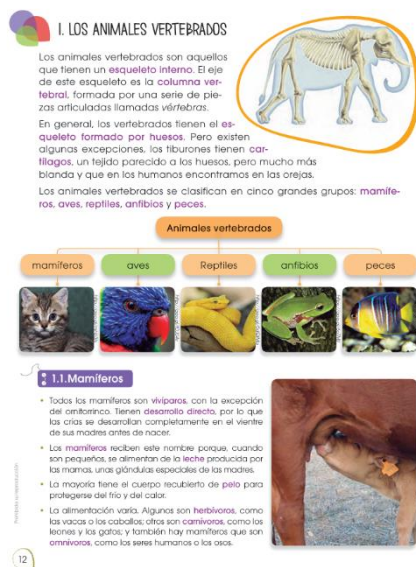 I. LOS ANIMALES VERTEBRADOS
Los animales vertebrados son aquellos
que tienen un esqueleto interno. El eje
de este esqueleto es la columna ver-
tebral, formada por una serie de pie-
zas articuladas llamadas vértebras.
En general, los vertebrados tienen el es-
queleto formado por huesos. Pero existen
algunas excepciones, los tiburones tienen car-
tílagos, un tejido parecido a los huesos, pero mucho más
blanda y que en los humanos encontramos en las orejas.
Los animales vertebrados se clasifican en cinco grandes grupos: mamífe-
ros, aves, reptiles, anfibios y peces.
Animales vertebrados
mamíferos
aves
Reptiles
anfibios
peces
1.1.Mamíferos
• Todos los mamíferos son vivíparos, con la excepción
del ornitorrinco. Tienen desarrollo directo, por lo que
las crías se desarrollan completamente en el vientre
de sus madres antes de nacer.
• Los mamíferos reciben este nombre porque, cuando
son pequeños, se alimentan de la leche producida por
las mamas, unas glándulas especiales de las madres.
• La mayoría tiene el cuerpo recubierto de pelo para
protegerse del frío y del calor.
• La alimentación varía. Algunos son herbívoros, como
las vacas o los caballos; otros son carnívoros, como los
leones y los gatos; y también hay mamíferos que son
omnívoros, como los seres humanos o los osos.
12